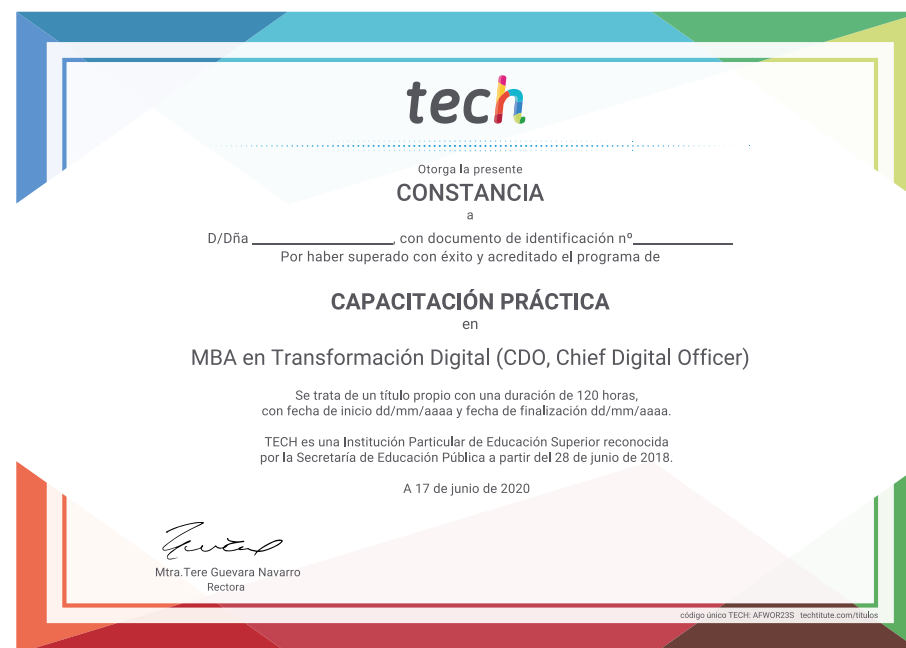 tech
Otorga la presente
CONSTANCIA
a
D/Dña ____________________, con documento de identificación nº______________
Por haber superado con éxito y acreditado el programa de
CAPACITACIÓN PRÁCTICA
en
MBA en Transformación Digital (CDO, Chief Digital Officer)
Se trata de un título propio con una duración de 120 horas,
con fecha de inicio dd/mm/aaaa y fecha de finalización dd/mm/aaaa.
TECH es una Institución Particular de Educación Superior reconocida
por la Secretaría de Educación Pública a partir del 28 de junio de 2018.
A 17 de junio de 2020
Mtra.Tere Guevara Navarro
Rectora
código único TECH: AFWOR23S techtitute.com/titulos